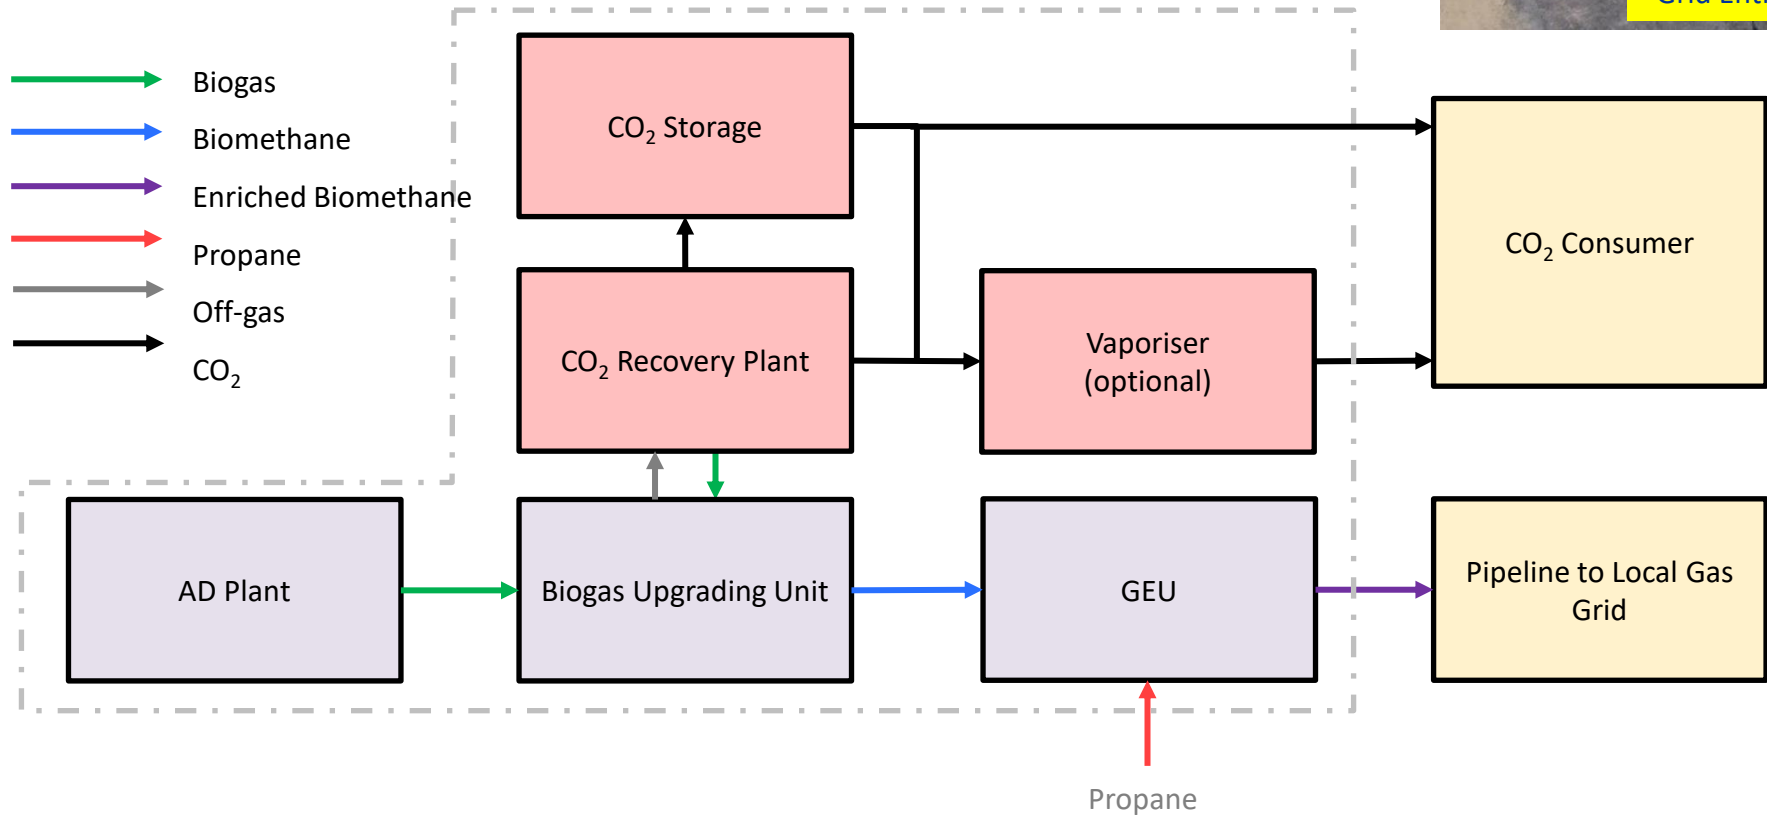 Biogas
Biomethane
Enriched Biomethane
Propane
Off-gas
CO₂
CO₂ Storage
CO₂ Consumer
CO₂ Recovery Plant
Vaporiser
(optional)
AD Plant
Biogas Upgrading Unit
GEU
Pipeline to Local Gas
Grid
Propane